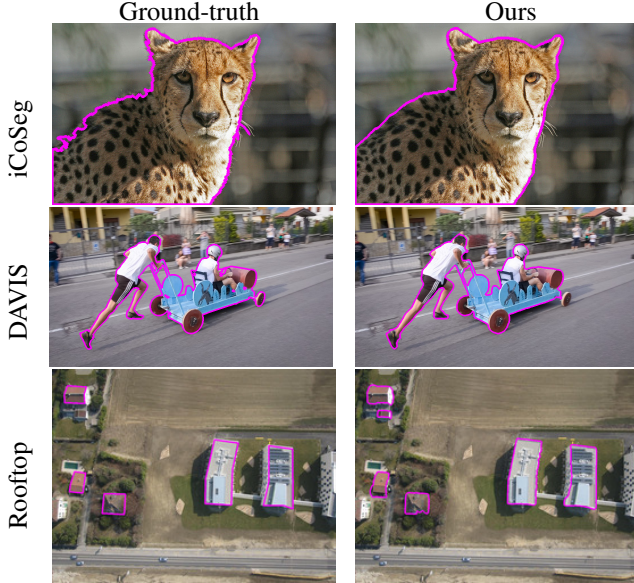 Ground-truth
Ours
iCoSeg
DAVIS
Rooftop